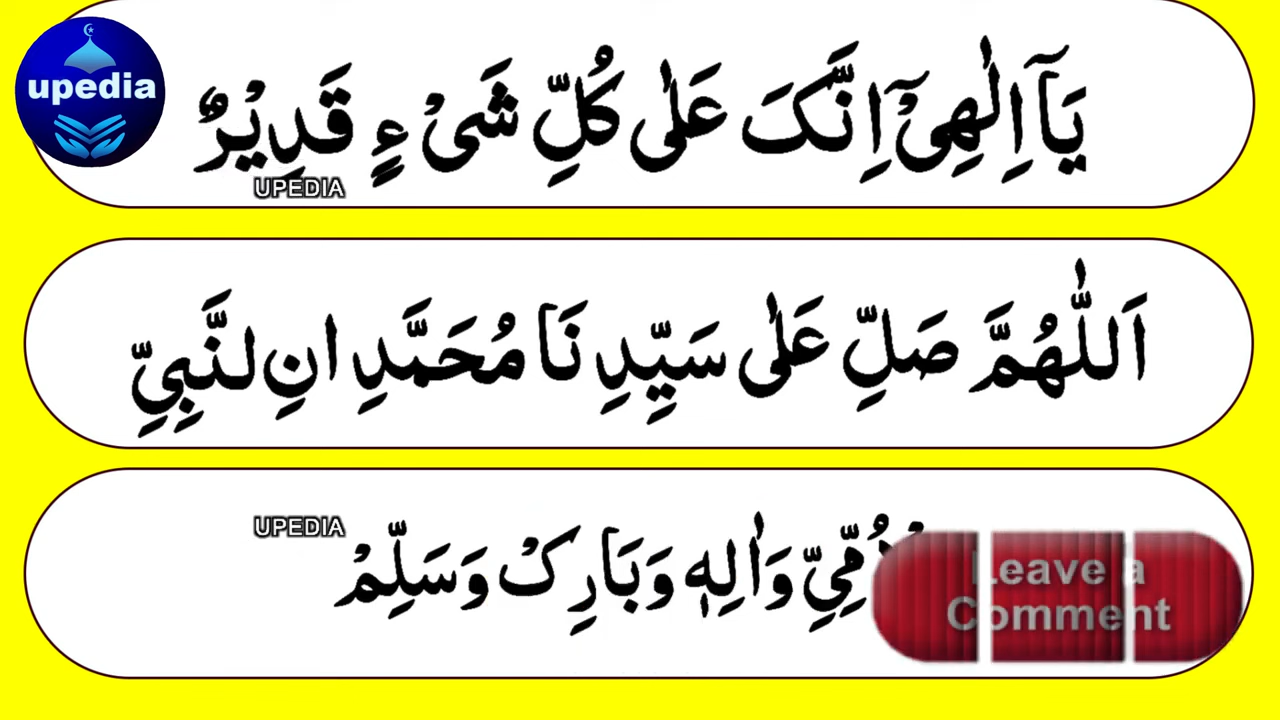 upedia
يَآ اِلٰهِیْٓ اِنَّکَ عَلٰی کُلِّ شَیْءٍ قَدِیْرٌ
UPEDIA
اَللّٰهُمَّ صَلِّ عَلٰی سَیِّدِنَا مُحَمَّدِ انِ لنَّبِیِّ
UPEDIA
وَاٰلِهٖ وَبَارِکْ وَسَلِّمْ
Leave a
Comment